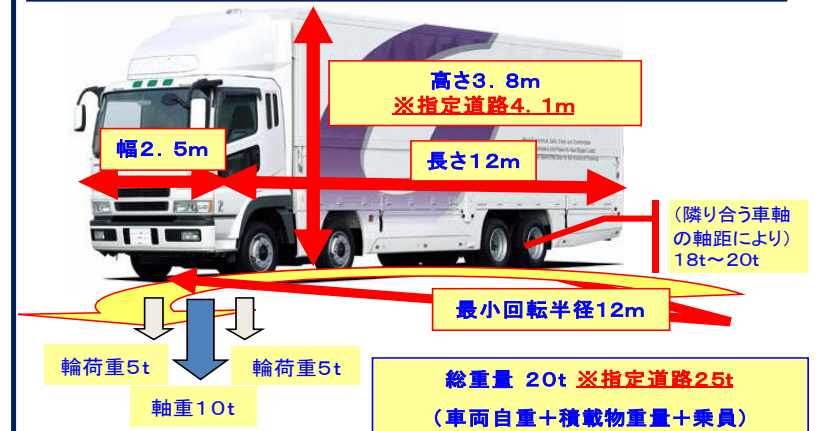 高さ3．8m
※指定道路4．1m
幅2．5m
長さ12m
(隣り合う車軸
の軸距により)
18t～20t
最小回転半径12m
輪荷重5t
輪荷重5t
軸重10t
総重量 20t ※指定道路25t
（車両自重＋積載物重量＋乗員）